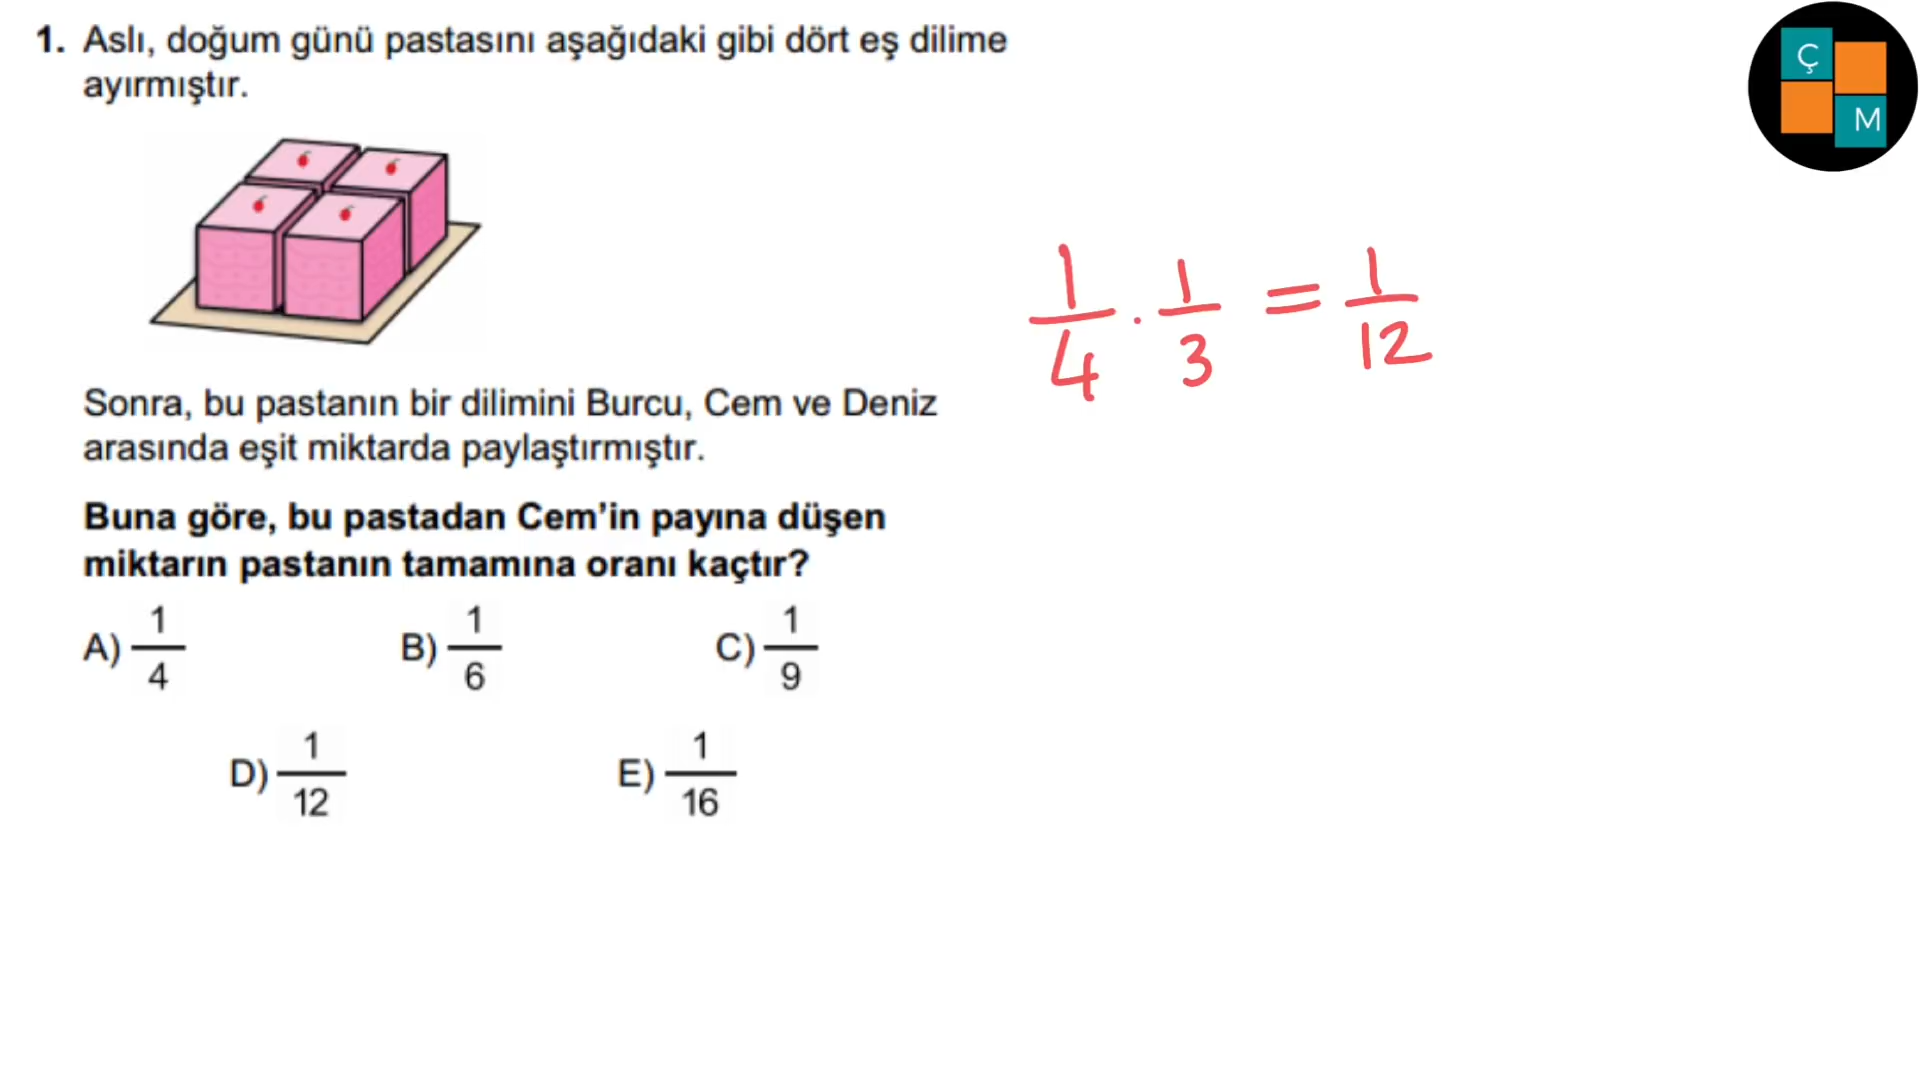 1. Aslı, doğum günü pastasını aşağıdaki gibi dört eş dilime
ayırmıştır.
Ç
M
1/4 . 1/3 = 1/12
Sonra, bu pastanın bir dilimini Burcu, Cem ve Deniz
arasında eşit miktarda paylaştırmıştır.
Buna göre, bu pastadan Cem'in payına düşen
miktarın pastanın tamamına oranı kaçtır?
A) 1/4 B) 1/6 C) 1/9
D) 1/12 E) 1/16